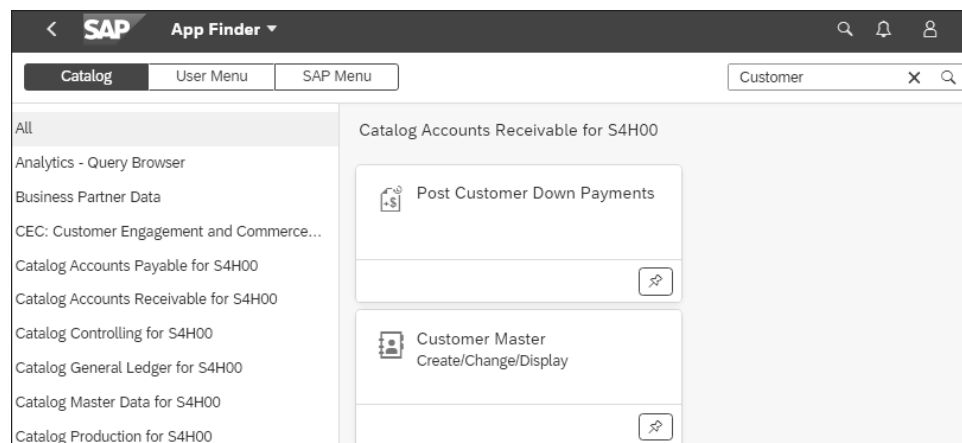 SAP App Finder
Catalog User Menu SAP Menu Customer
All
Analytics - Query Browser
Business Partner Data
CEC: Customer Engagement and Commerce...
Catalog Accounts Payable for S4H00
Catalog Accounts Receivable for S4H00
Catalog Controlling for S4H00
Catalog General Ledger for S4H00
Catalog Master Data for S4H00
Catalog Production for S4H00
Catalog Accounts Receivable for S4H00
Post Customer Down Payments
Customer Master
Create/Change/Display